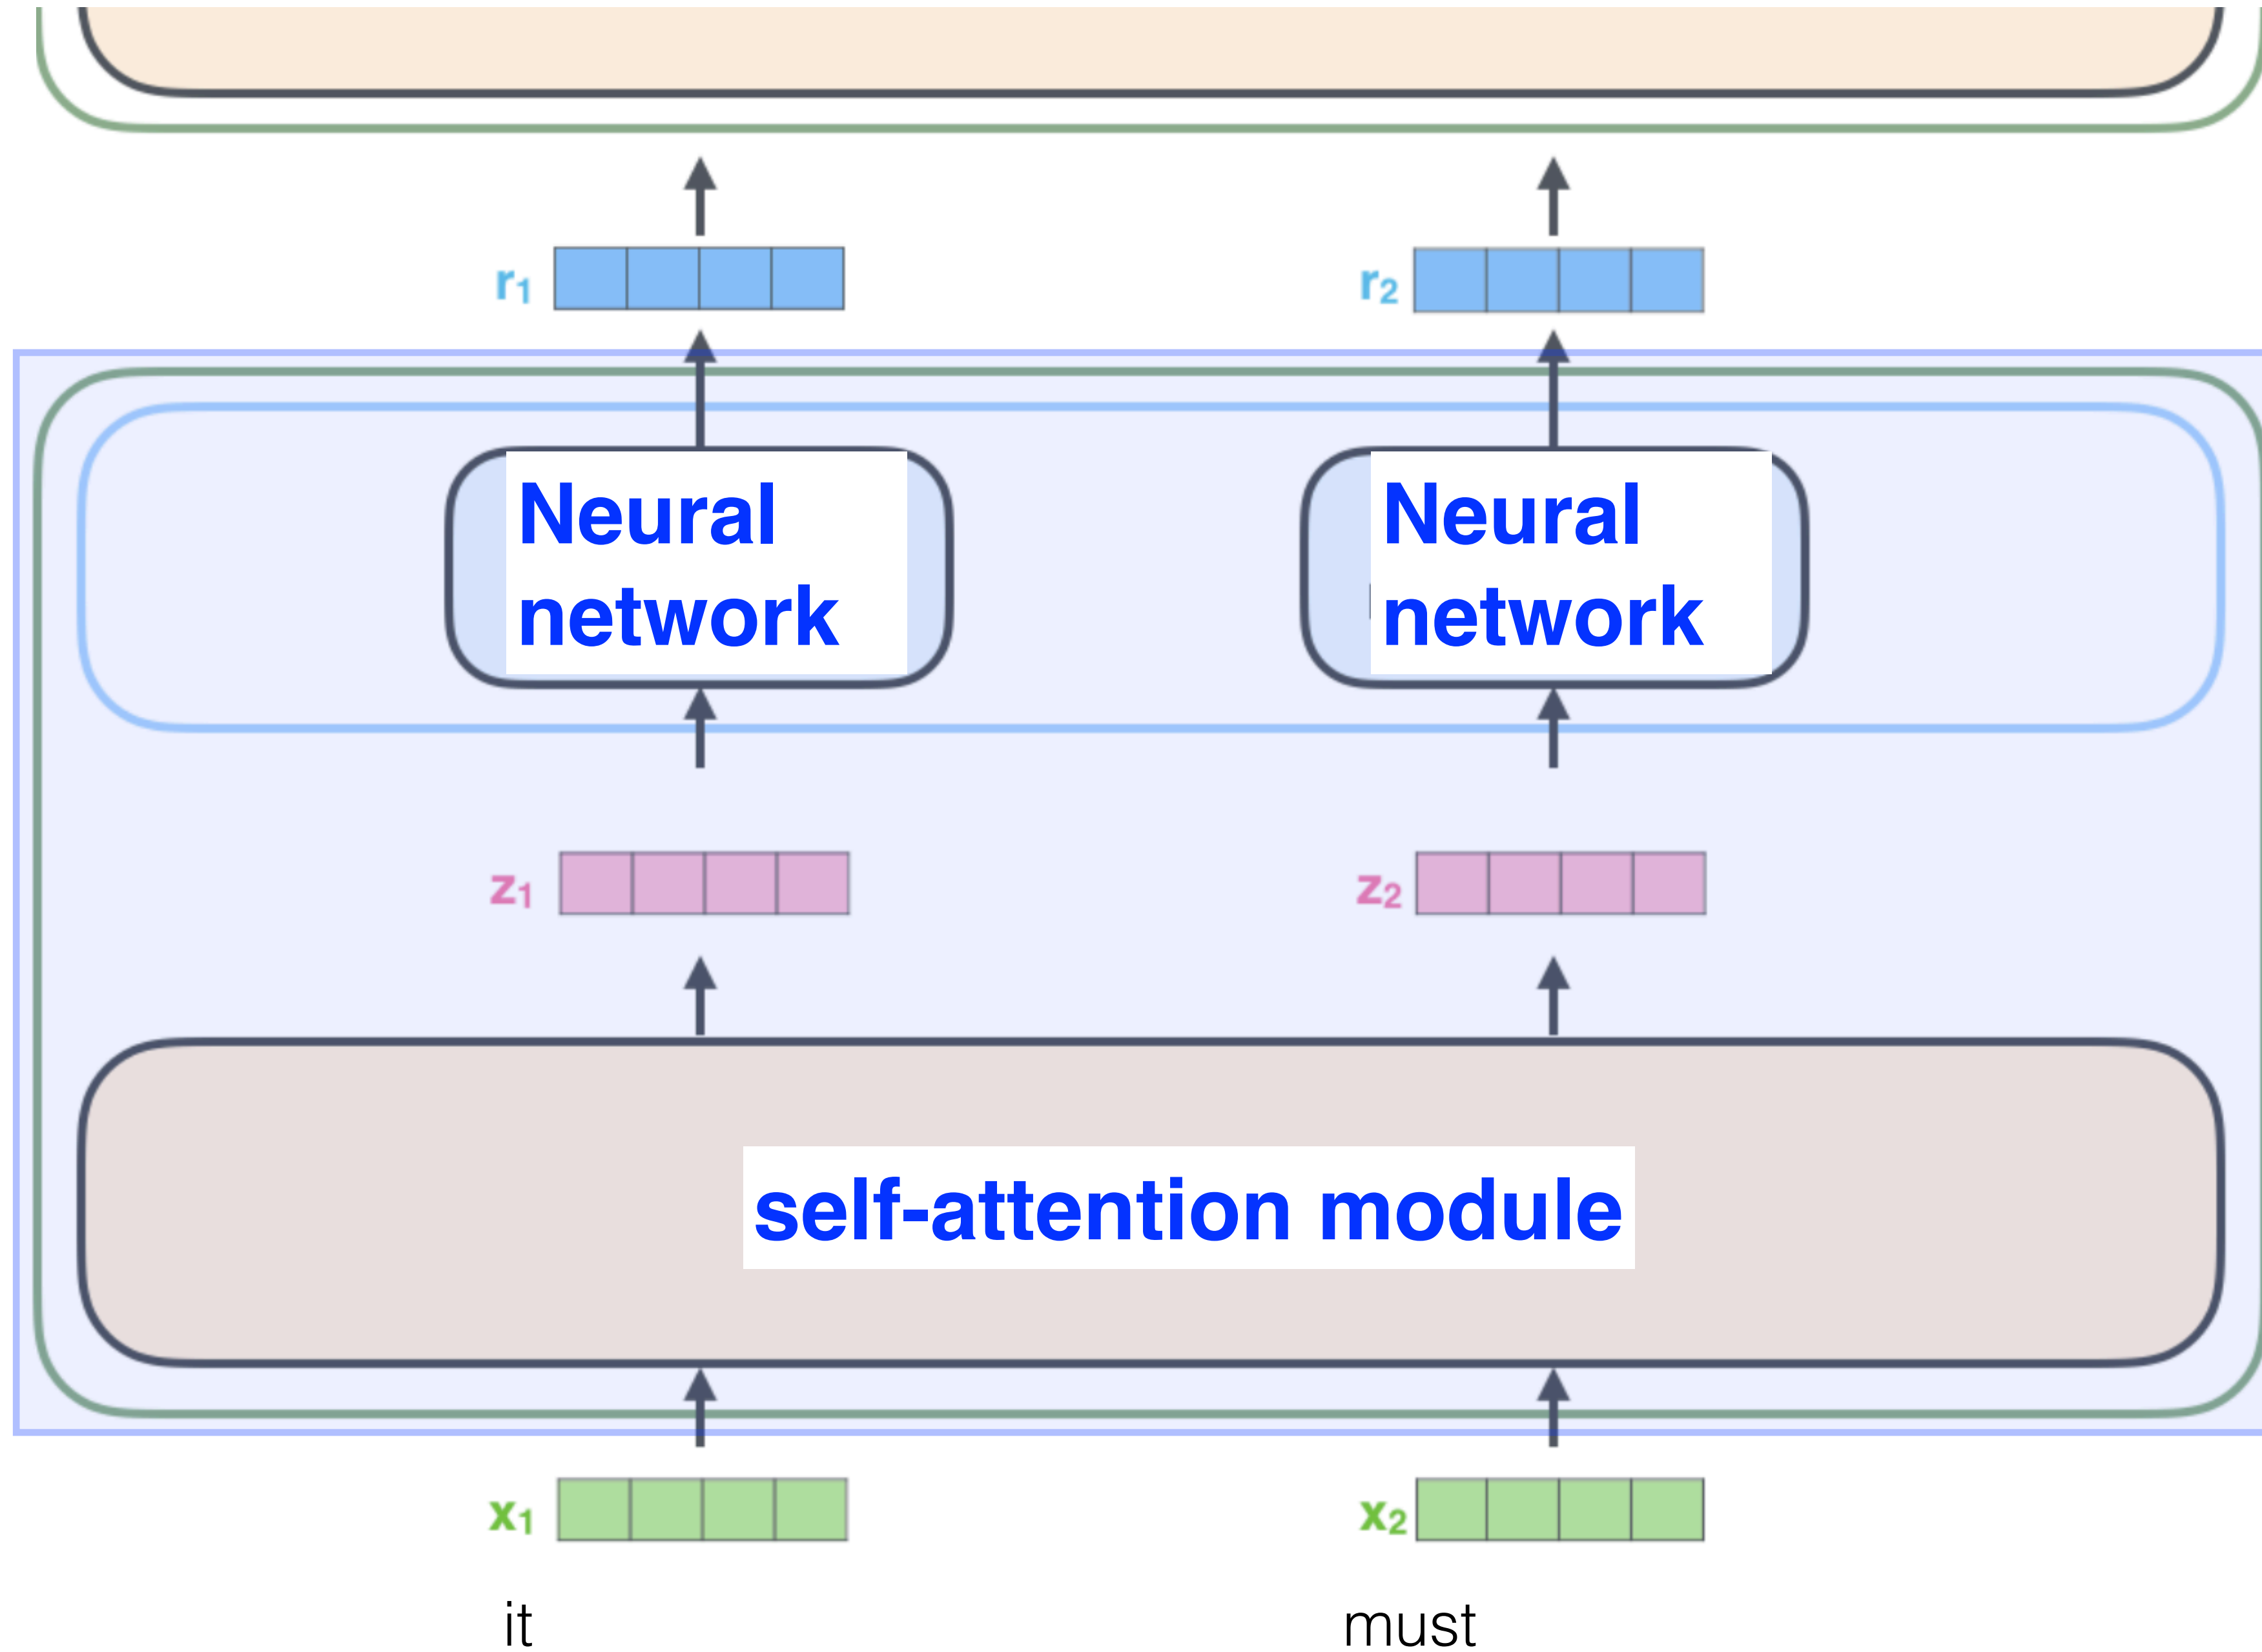 r1 r2
Neural Neural
network network
z1 z2
self-attention module
x1 x2
it must